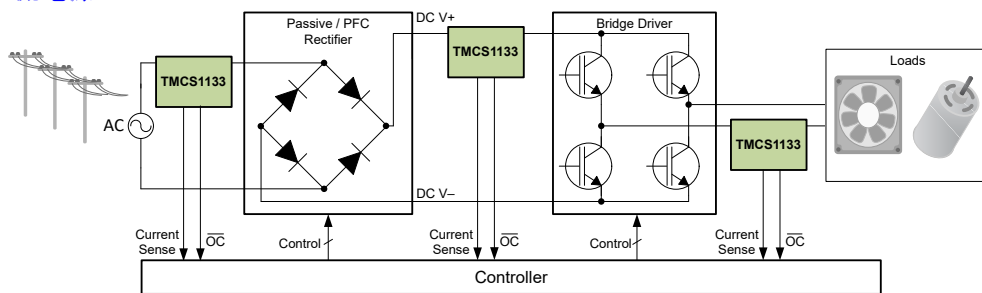 Passive / PFC
Rectifier
DC V+
Bridge Driver
TMCS1133
TMCS1133
Loads
AC
TMCS1133
DC V–
Current
Sense
OC
Control
Current
Sense
OC
Control
Current
Sense
OC
Controller